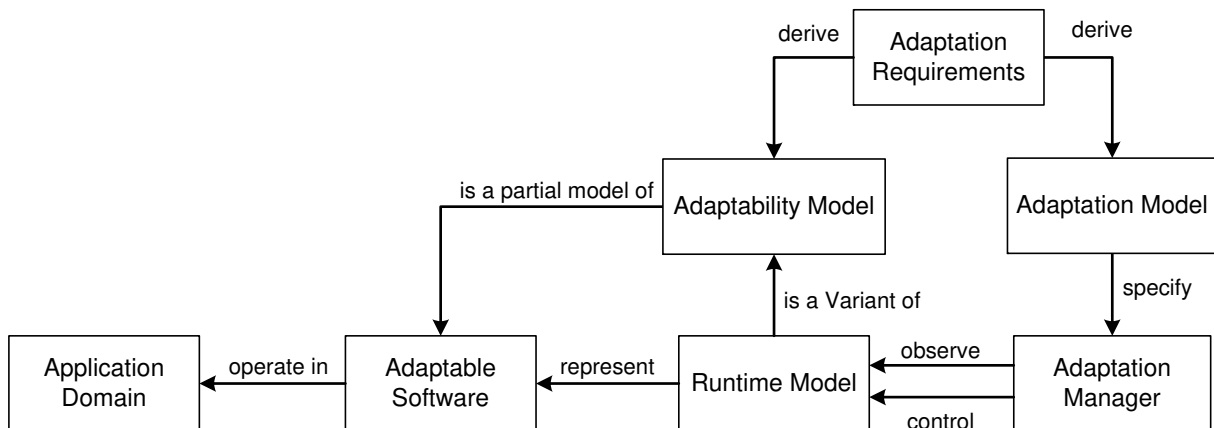 derive
Adaptation
Requirements
derive
is a partial model of
Adaptability Model
Adaptation Model
is a Variant of
specify
Application
Domain
operate in
Adaptable
Software
represent
Runtime Model
observe
control
Adaptation
Manager